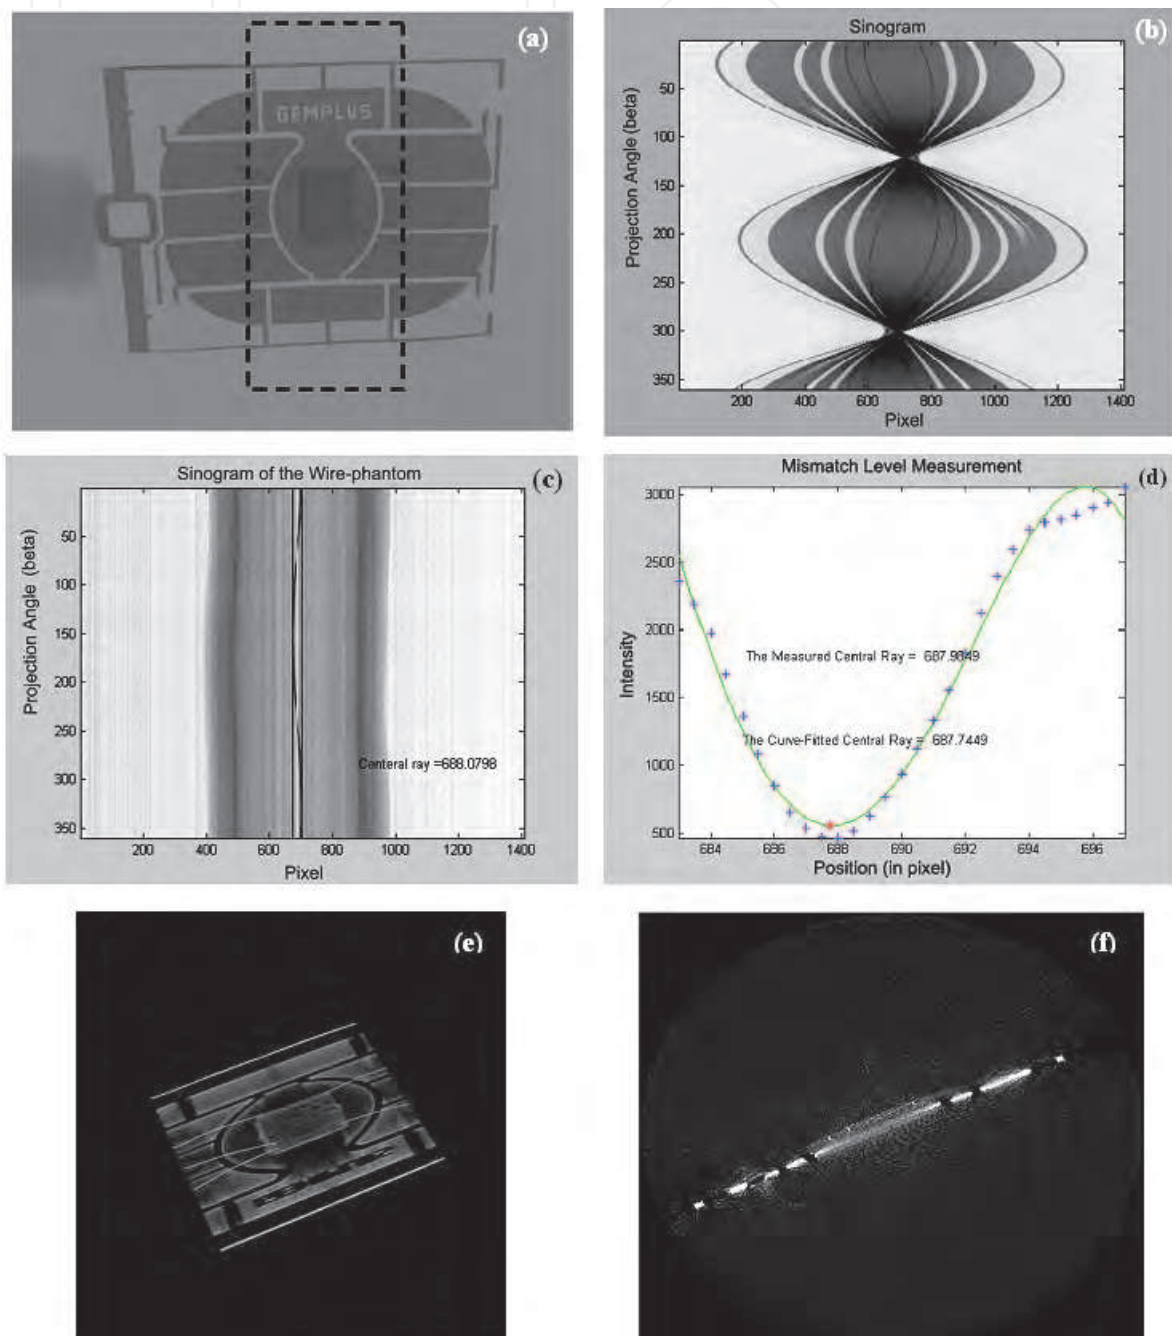 (a)
GEMPLUS
(b)
Sinogram
Projection Angle (beta)
50
100
150
200
250
300
350
200
400
600
800
1000
1200
1400
Pixel
(c)
Sinogram of the Wire-phantom
Projection Angle (beta)
50
100
150
200
250
300
350
Centeral ray =688.0798
200
400
600
800
1000
1200
1400
Pixel
(d)
Mismatch Level Measurement
Intensity
3000
2500
2000
1500
1000
500
The Measured Central Ray = 687.9849
The Curve-Fitted Central Ray = 687.7449
684
686
688
690
692
694
696
Position (in pixel)
(e)
(f)